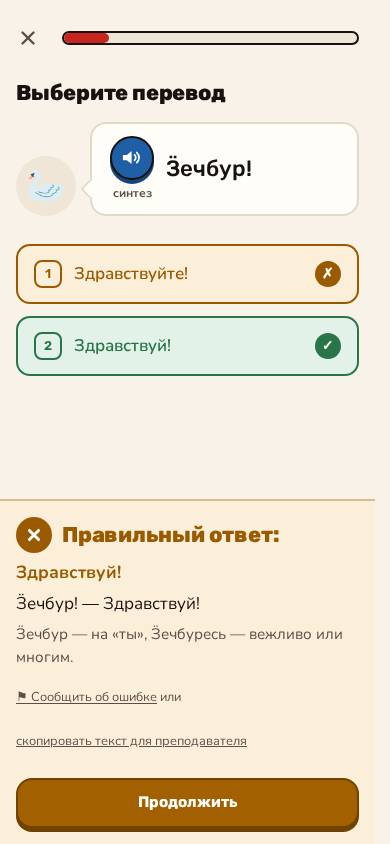 Выберите перевод
синтез
Ӟечбур!
1 Здравствуйте!
2 Здравствуй!
Правильный ответ:
Здравствуй!
Ӟечбур! — Здравствуй!
Ӟечбур — на «ты», Ӟечбуресь — вежливо или
многим.
⚑ Сообщить об ошибке или
скопировать текст для преподавателя
Продолжить